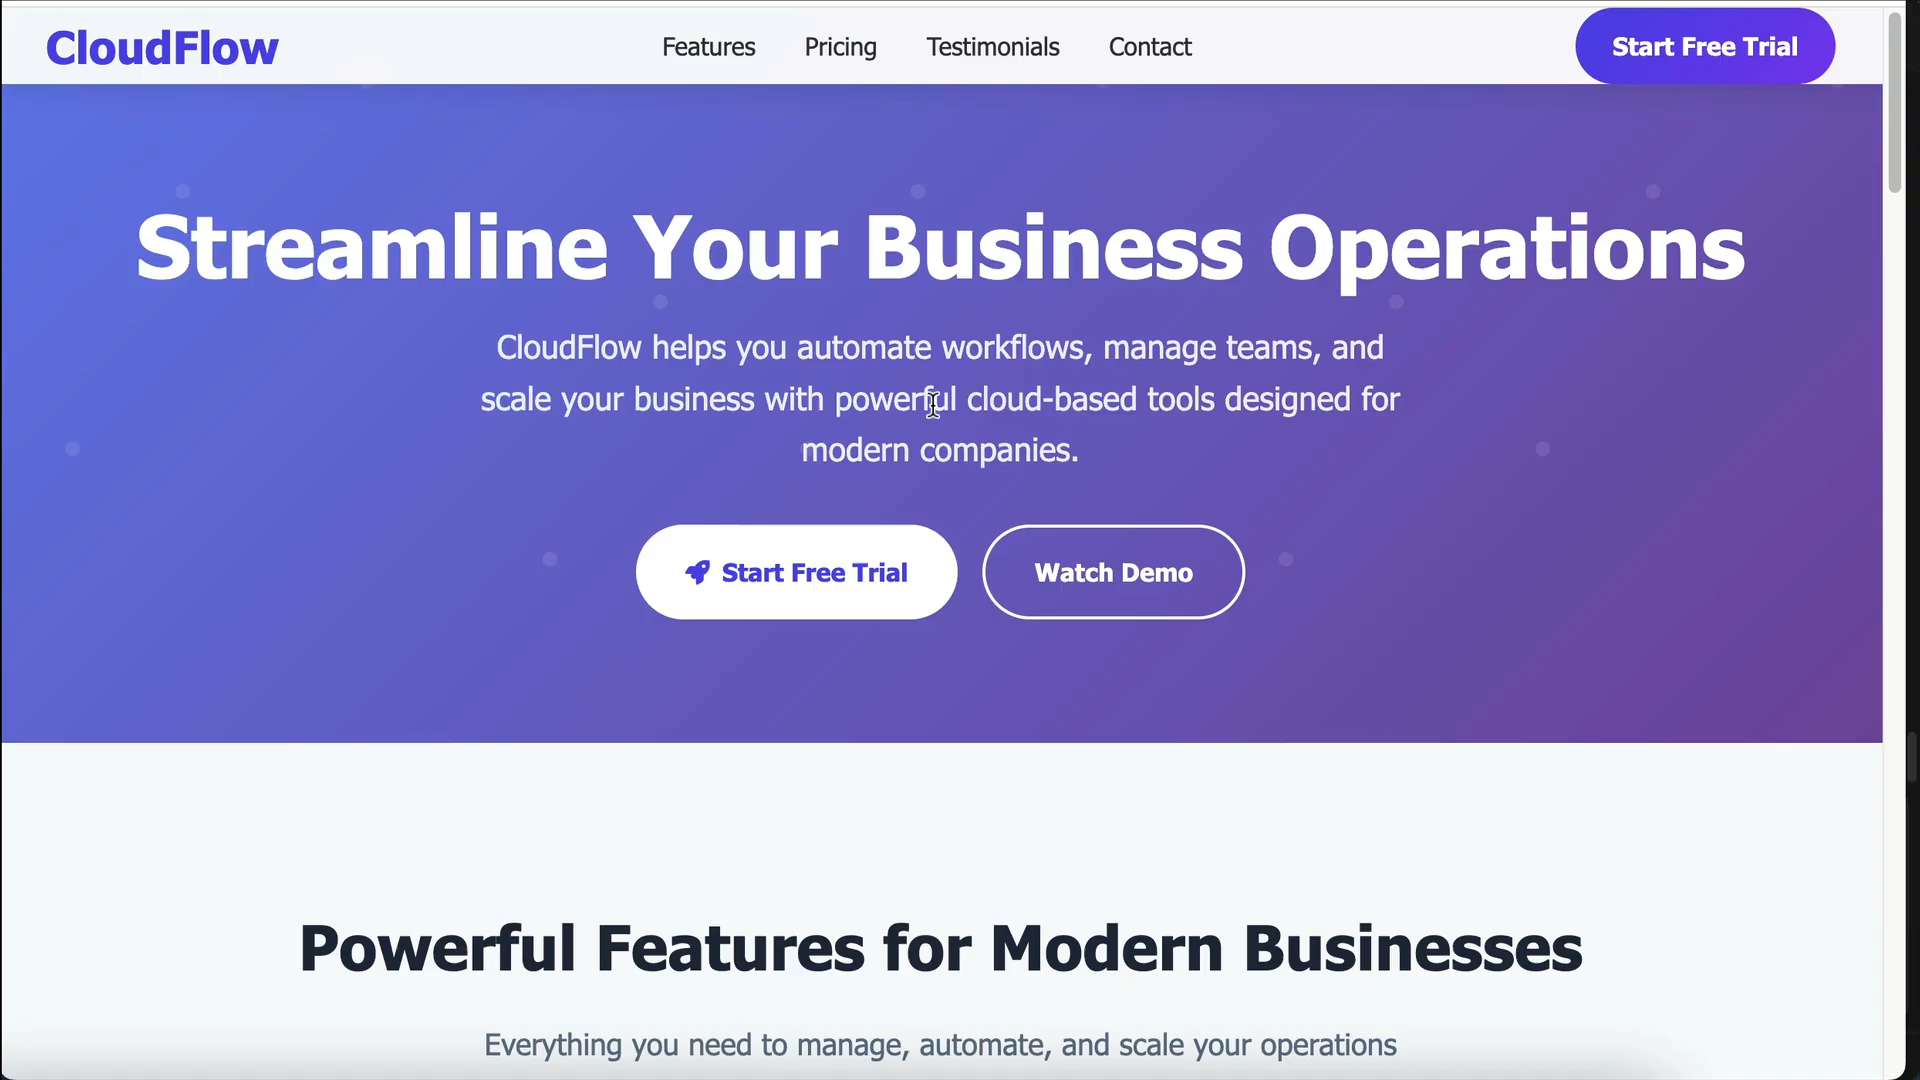 CloudFlow
Features
Pricing
Testimonials
Contact
Start Free Trial
Streamline Your Business Operations
CloudFlow helps you automate workflows, manage teams, and
scale your business with powerful cloud-based tools designed for
modern companies.
Start Free Trial
Watch Demo
Powerful Features for Modern Businesses
Everything you need to manage, automate, and scale your operations